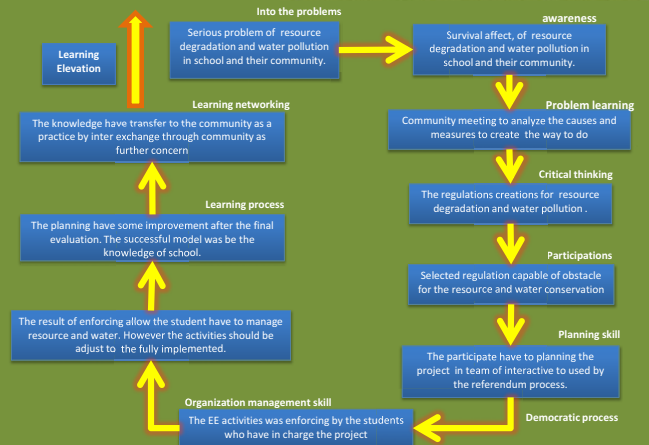 Into the problems
Serious problem of resource
degradation and water pollution
in school and their community.
awareness
Survival affect, of resource
degradation and water pollution in
school and their community.
Problem learning
Community meeting to analyze the causes and
measures to create the way to do
Critical thinking
The regulations creations for resource
degradation and water pollution .
Participations
Selected regulation capable of obstacle
for the resource and water conservation
Planning skill
The participate have to planning the
project in team of interactive to used by
the referendum process.
Democratic process
Organization management skill
The EE activities was enforcing by the students
who have in charge the project
The result of enforcing allow the student have to manage
resource and water. However the activities should be
adjust to the fully implemented.
Learning process
The planning have some improvement after the final
evaluation. The successful model was be the
knowledge of school.
Learning networking
The knowledge have transfer to the community as a
practice by inter exchange through community as
further concern
Learning
Elevation